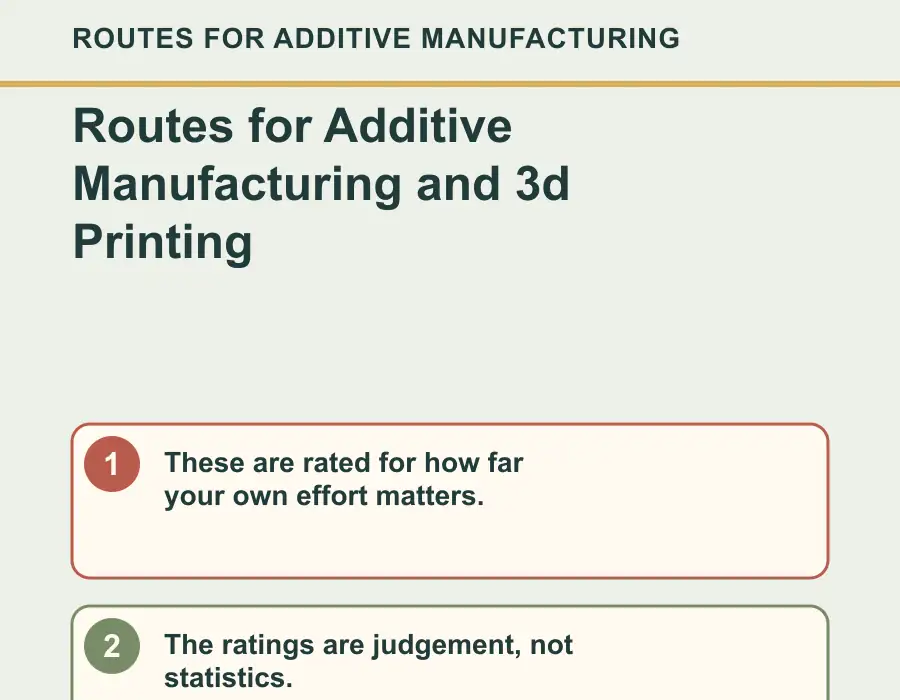 ROUTES FOR ADDITIVE MANUFACTURING
Routes for Additive
Manufacturing and 3d
Printing
1
These are rated for how far
your own effort matters.
2
The ratings are judgement, not
statistics.